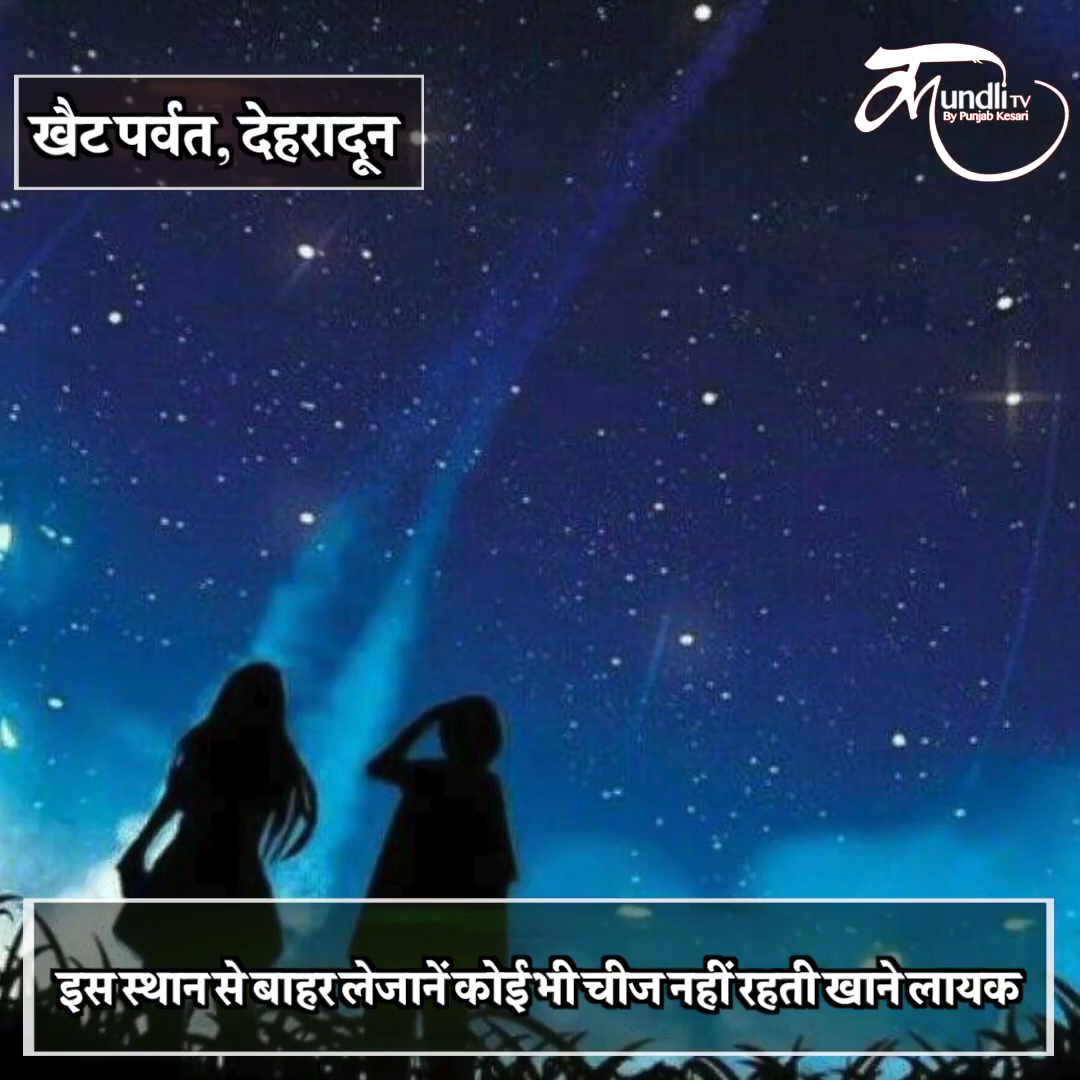 खैट पर्वत, देहरादून
कुundli TV
By Punjab Kesari
इस स्थान से बाहर लेजानें कोई भी चीज नहीं रहती खाने लायक